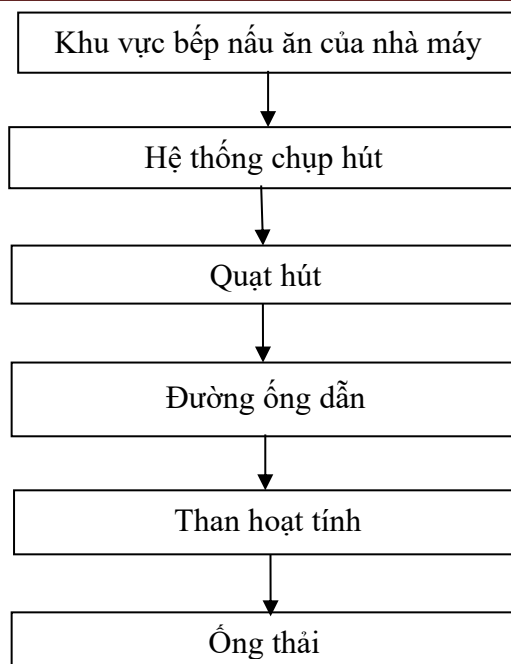 Khu vực bếp nấu ăn của nhà máy
Hệ thống chụp hút
Quạt hút
Đường ống dẫn
Than hoạt tính
Ống thải